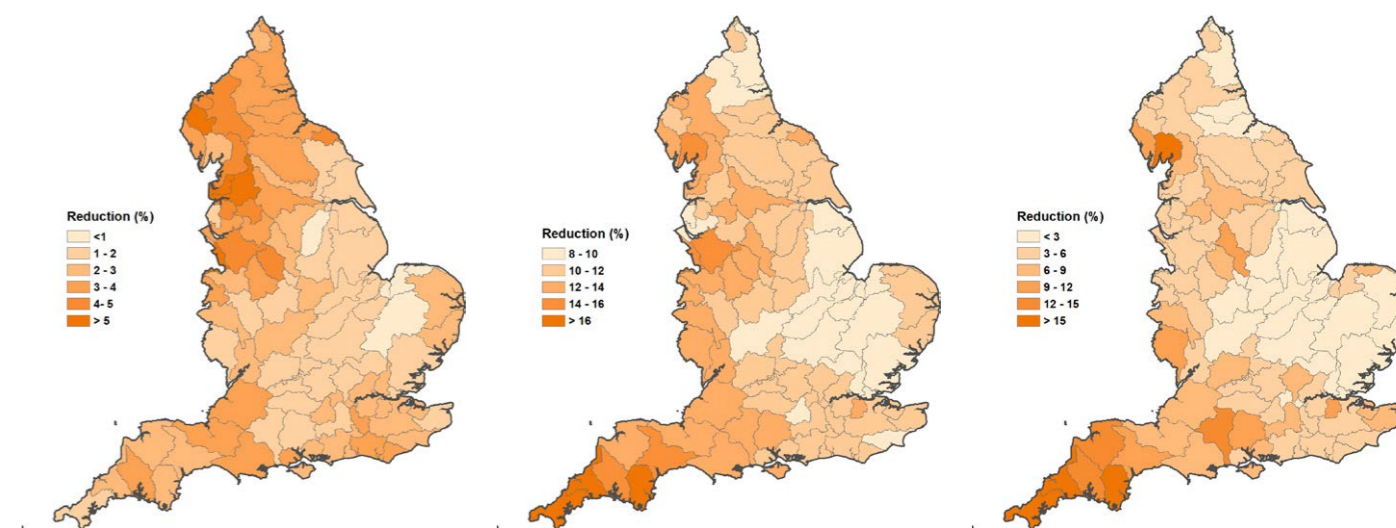 Reduction (%)
<1
1 - 2
2 - 3
3 - 4
4- 5
> 5
Reduction (%)
8 - 10
10 - 12
12 - 14
14 - 16
> 16
Reduction (%)
< 3
3 - 6
6 - 9
9 - 12
12 - 15
> 15